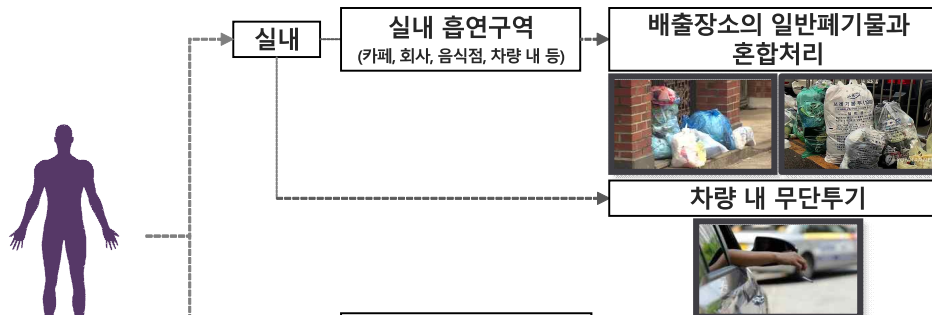 실내
실내 흡연구역
(카페, 회사, 음식점, 차량 내 등)
배출장소의 일반폐기물과
혼합처리
차량 내 무단투기